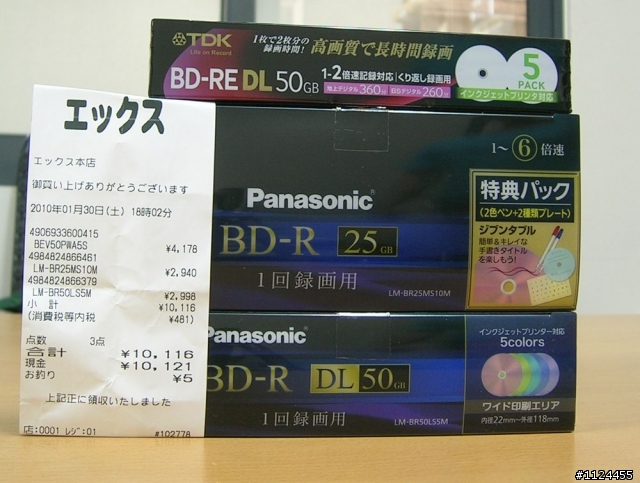 TDK
Life on Record
1枚で2枚分の
録画時間!
高画質で長時間録画
BD-RE DL 50GB
1-2倍速記録対応 くり返し録画用
地上デジタル 360分 BSデジタル 260分
5
PACK
インクジェットプリンタ対応
エックス
エックス本店
御買い上げありがとうございます
2010年01月30日(土) 18時02分
4906933600415
BEV50PWA5S ¥4,178
4984824866461
LM-BR25MS10M ¥2,940
4984824866379
LM-BR50LS5M ¥2,998
小 計 ¥10,116
(消費税等内税 ¥481)
点数 3点
合計 ¥10,116
現金 ¥10,121
お釣り ¥5
上記正に領収いたしました
店:0001 レジ:01 #102778
1~6倍速
Panasonic
BD-R 25GB
1回録画用
LM-BR25MS10M
特典パック
(2色ペン+2種類プレート)
ジブンタブル
簡単&キレイな
手書きタイトル
を楽しもう!
Panasonic
BD-R DL 50GB
1回録画用
LM-BR50LS5M
インクジェットプリンター対応
5colors
ワイド印刷エリア
内径22mm~外径118mm
#1124455